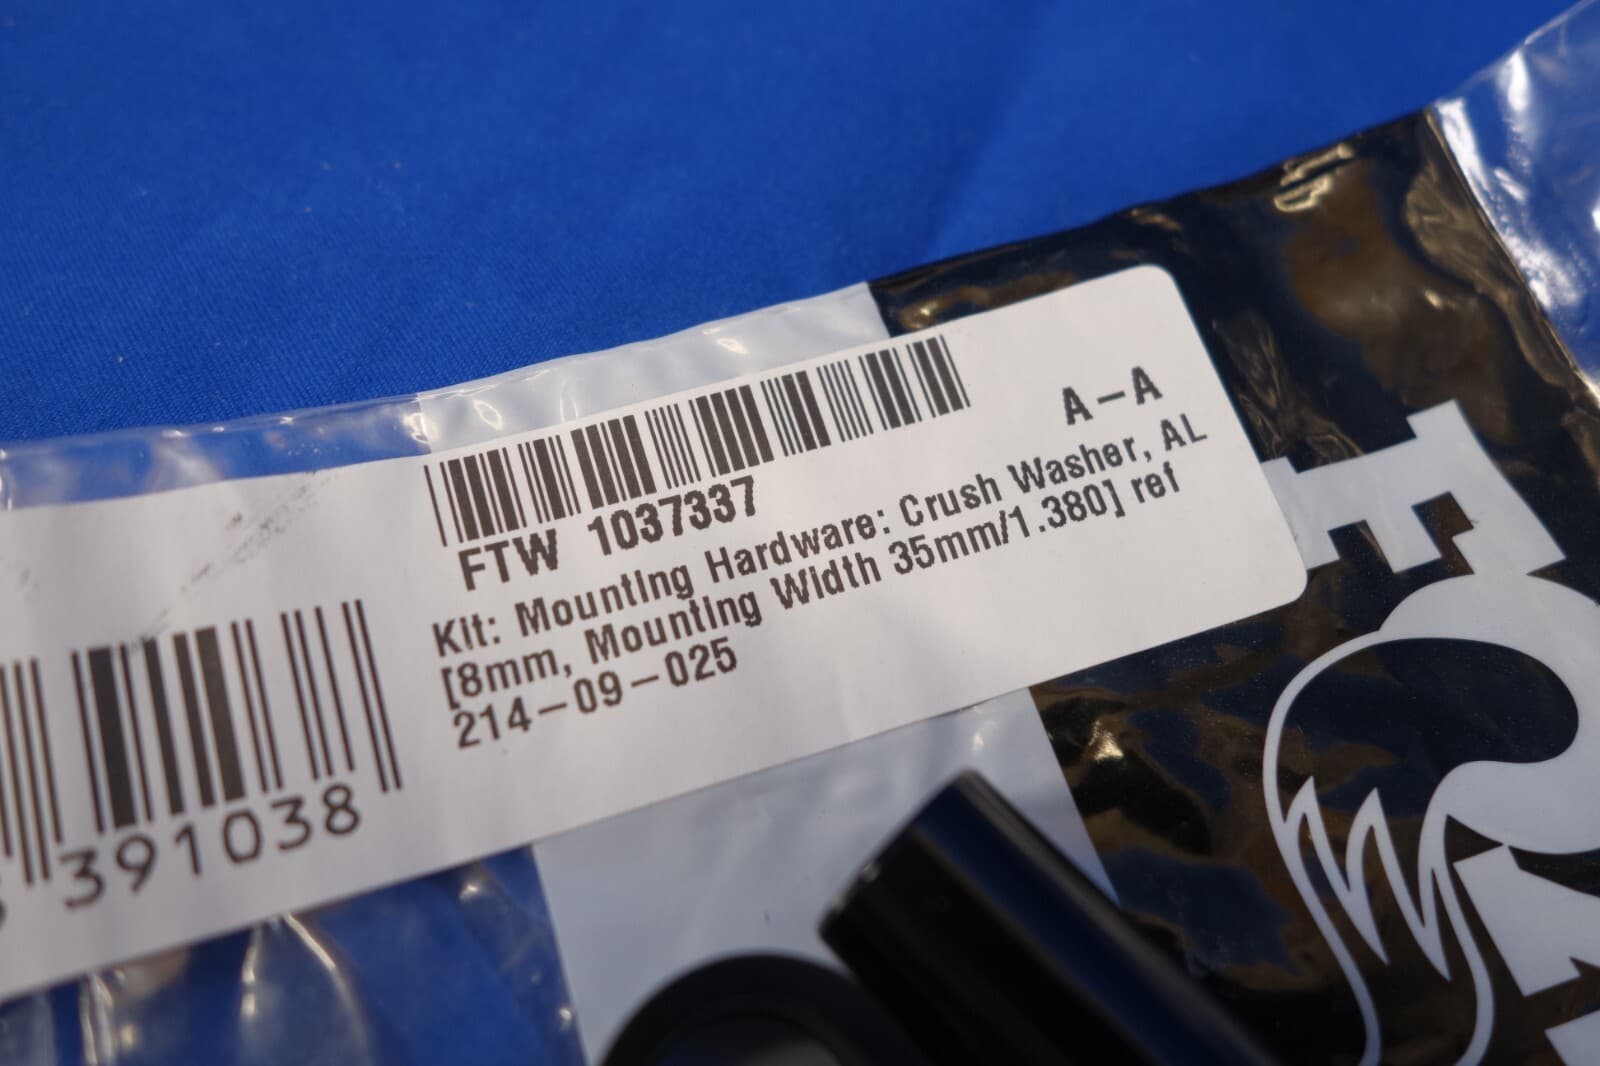 A-A
FTW 1037337
Kit: Mounting Hardware: Crush Washer, AL
[8mm, Mounting Width 35mm/1.380] ref
214-09-025
391038